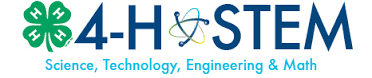 4-H STEM
Science, Technology, Engineering & Math